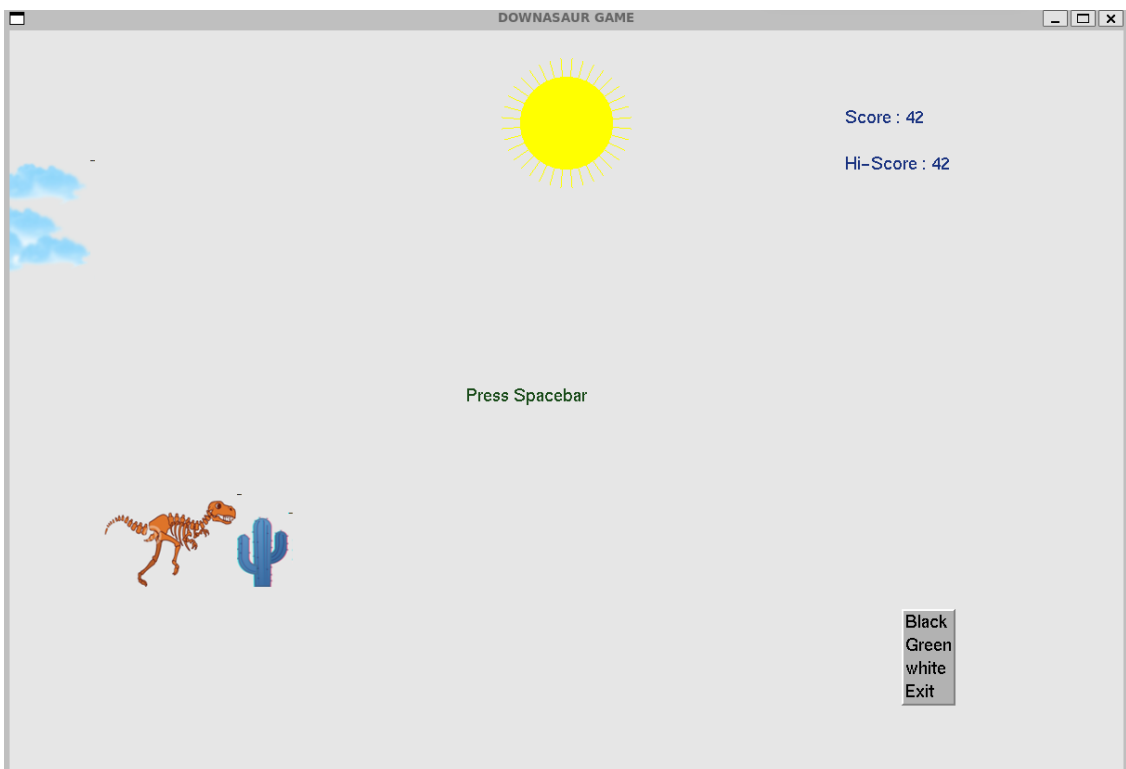 DOWNASAUR GAME
Score : 42
Hi-Score : 42
Press Spacebar
Black
Green
white
Exit